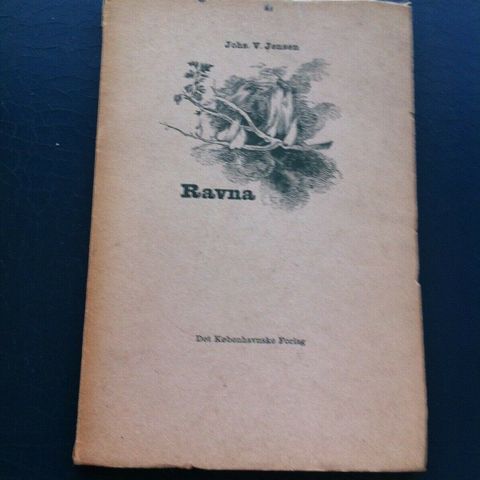 Johs. V. Jensen
Ravna
Det Københavnske Forlag